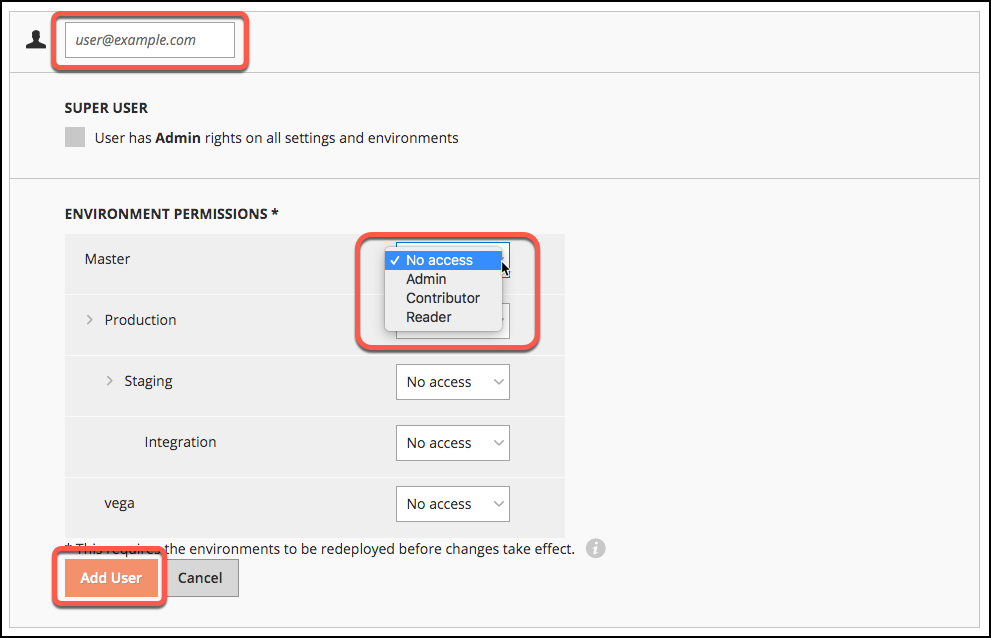 user@example.com
SUPER USER
User has Admin rights on all settings and environments
ENVIRONMENT PERMISSIONS *
Master
✓ No access
Admin
Contributor
Reader
Production
Staging No access
Integration No access
vega No access
* This requires the environments to be redeployed before changes take effect. i
Add User Cancel